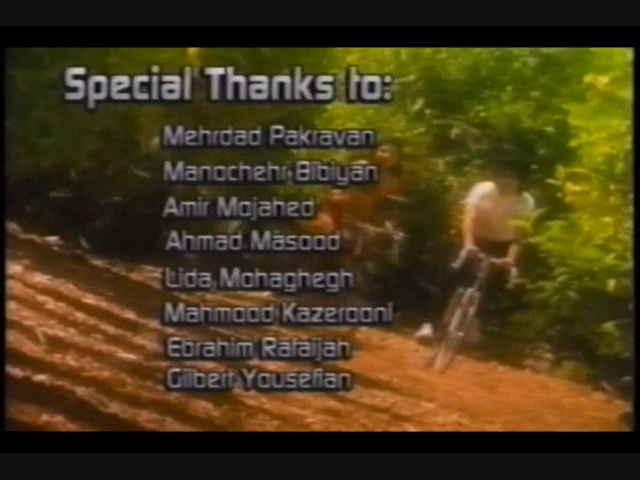 Special Thanks to:
Mehrdad Pakravan
Manochehr Bibiyan
Amir Mojahed
Ahmad Masood
Lida Mohaghegh
Mahmood Kazerooni
Ebrahim Rafaijah
Gilbert Yousefian